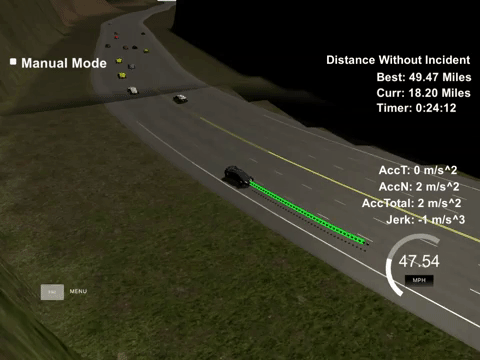 Manual Mode
Distance Without Incident
Best: 49.47 Miles
Curr: 18.20 Miles
Timer: 0:24:12
AccT: 0 m/s^2
AccN: 2 m/s^2
AccTotal: 2 m/s^2
Jerk: -1 m/s^3
47.54
MPH
MENU